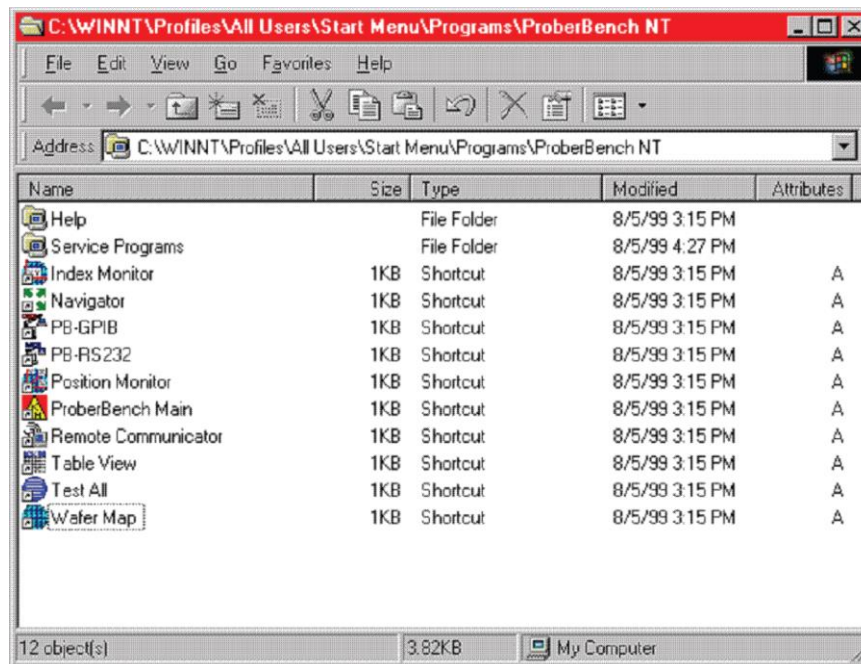 C:\WINNT\Profiles\All Users\Start Menu\Programs\ProberBench NT
File Edit View Go Favorites Help
Address C:\WINNT\Profiles\All Users\Start Menu\Programs\ProberBench NT
Name Size Type Modified Attributes
Help File Folder 8/5/99 3:15 PM
Service Programs File Folder 8/5/99 4:27 PM
Index Monitor 1KB Shortcut 8/5/99 3:15 PM A
Navigator 1KB Shortcut 8/5/99 3:15 PM A
PB-GPIB 1KB Shortcut 8/5/99 3:15 PM A
PB-RS232 1KB Shortcut 8/5/99 3:15 PM A
Position Monitor 1KB Shortcut 8/5/99 3:15 PM A
ProberBench Main 1KB Shortcut 8/5/99 3:15 PM A
Remote Communicator 1KB Shortcut 8/5/99 3:15 PM A
Table View 1KB Shortcut 8/5/99 3:15 PM A
Test All 1KB Shortcut 8/5/99 3:15 PM A
Wafer Map 1KB Shortcut 8/5/99 3:15 PM A
12 object(s) 3.82KB My Computer